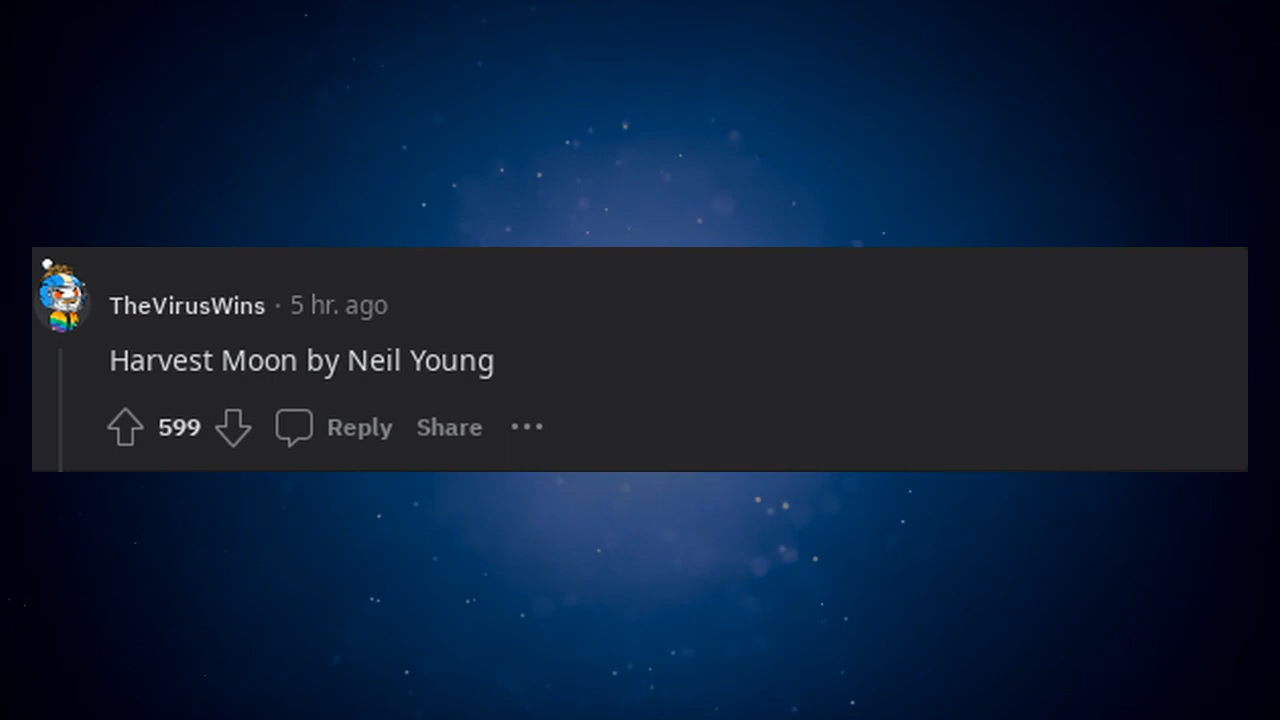 TheVirusWins · 5 hr. ago
Harvest Moon by Neil Young
599 Reply Share •••